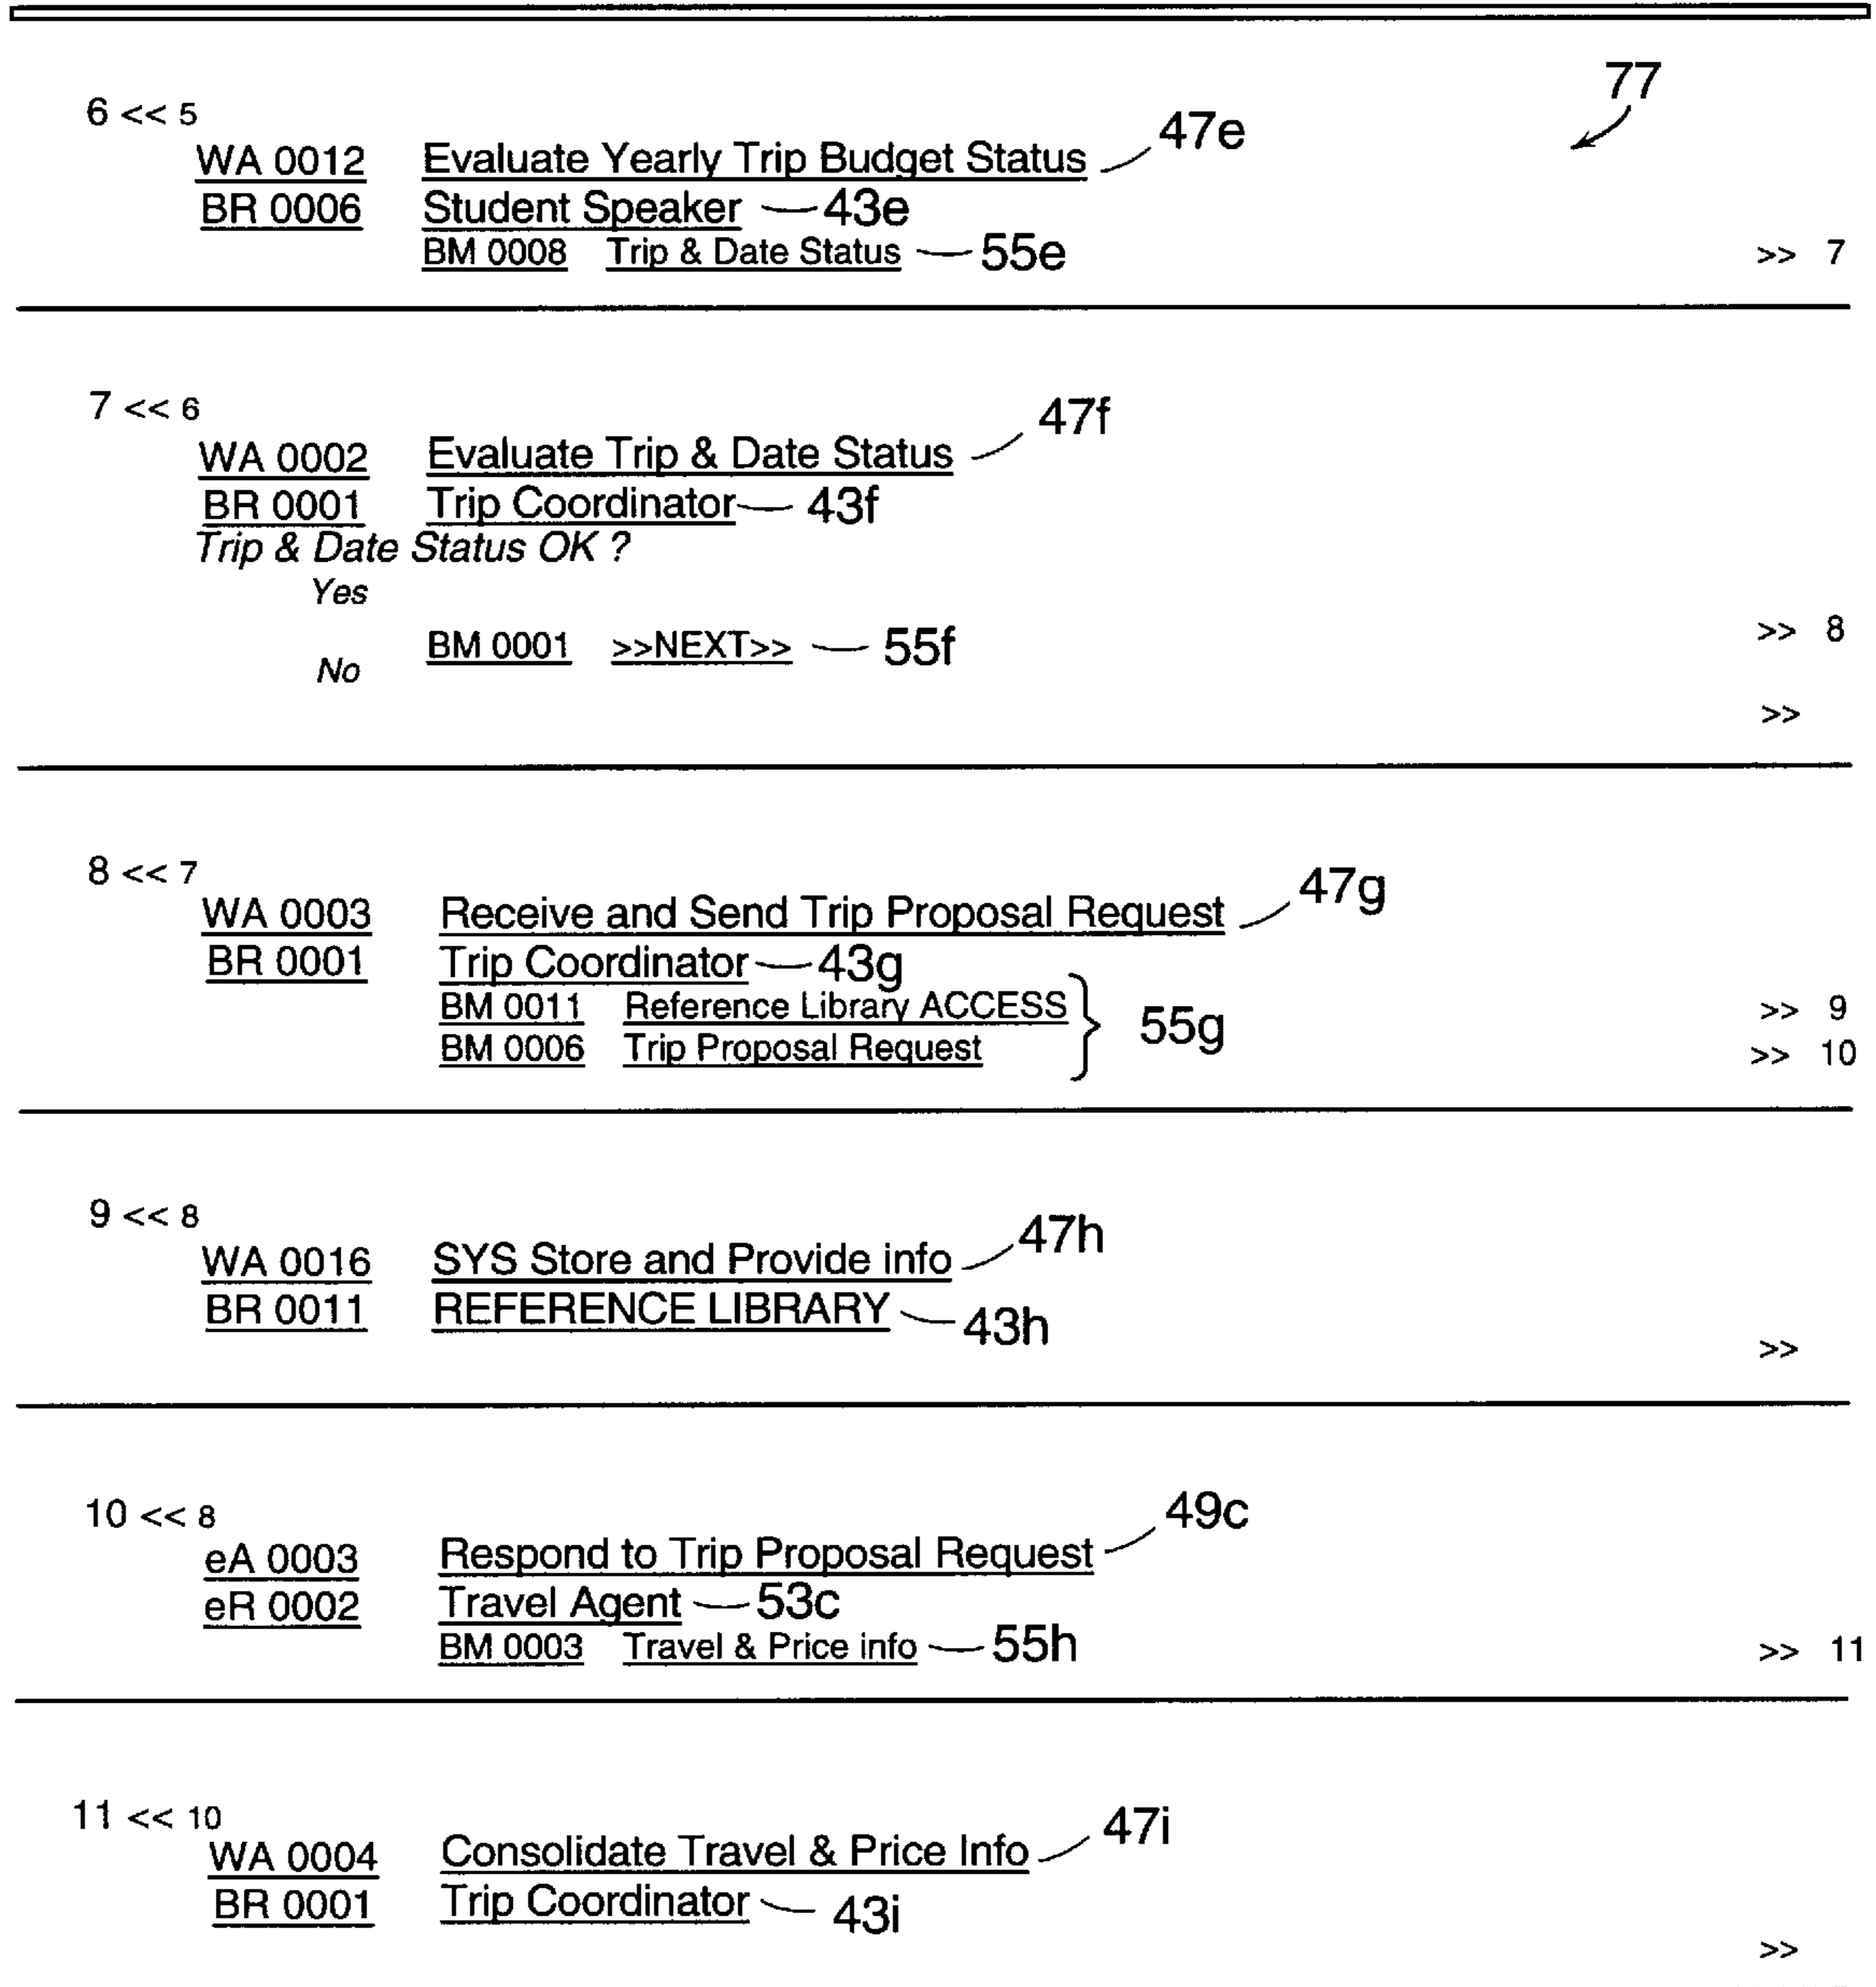 77
6 << 5
WA 0012 Evaluate Yearly Trip Budget Status 47e
BR 0006 Student Speaker 43e
BM 0008 Trip & Date Status 55e >> 7
7 << 6
WA 0002 Evaluate Trip & Date Status 47f
BR 0001 Trip Coordinator 43f
Trip & Date Status OK ?
Yes
BM 0001 >>NEXT>> 55f >> 8
No
>>
8 << 7
WA 0003 Receive and Send Trip Proposal Request 47g
BR 0001 Trip Coordinator 43g
BM 0011 Reference Library ACCESS >> 9
55g
BM 0006 Trip Proposal Request >> 10
9 << 8
WA 0016 SYS Store and Provide info 47h
BR 0011 REFERENCE LIBRARY 43h
>>
10 << 8
eA 0003 Respond to Trip Proposal Request 49c
eR 0002 Travel Agent 53c
BM 0003 Travel & Price info 55h >> 11
11 << 10
WA 0004 Consolidate Travel & Price Info 47i
BR 0001 Trip Coordinator 43i
>>